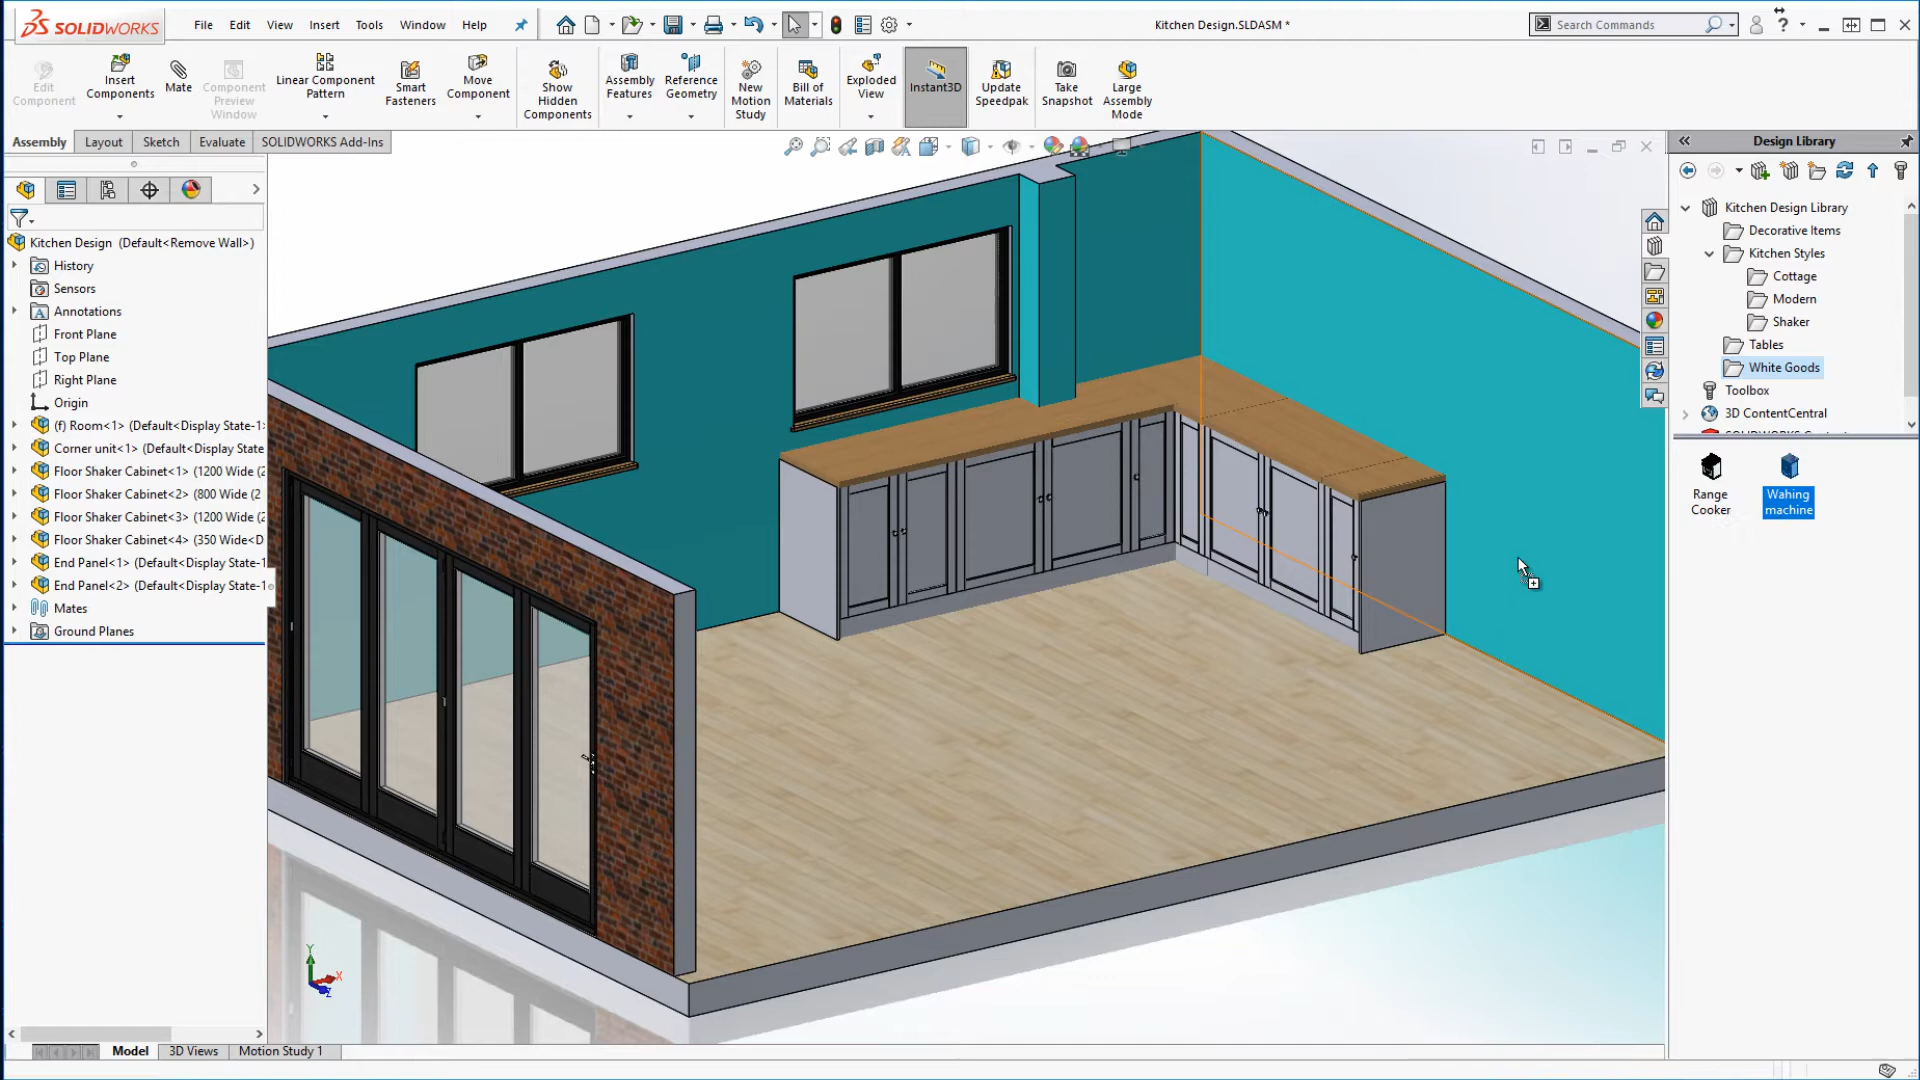 SOLIDWORKS
File Edit View Insert Tools Window Help
Kitchen Design.SLDASM *
Search Commands
Edit
Component
Insert
Components
Mate
Component
Preview
Window
Linear Component
Pattern
Smart
Fasteners
Move
Component
Show
Hidden
Components
Assembly
Features
Reference
Geometry
New
Motion
Study
Bill of
Materials
Exploded
View
Instant3D
Update
Speedpak
Take
Snapshot
Large
Assembly
Mode
Assembly Layout Sketch Evaluate SOLIDWORKS Add-Ins
Kitchen Design (Default<Remove Wall>)
History
Sensors
Annotations
Front Plane
Top Plane
Right Plane
Origin
(f) Room<1> (Default<Display State-1>
Corner unit<1> (Default<Display State
Floor Shaker Cabinet<1> (1200 Wide (2
Floor Shaker Cabinet<2> (800 Wide (2
Floor Shaker Cabinet<3> (1200 Wide (2
Floor Shaker Cabinet<4> (350 Wide<D
End Panel<1> (Default<Display State-1
End Panel<2> (Default<Display State-1
Mates
Ground Planes
Y
X
Z
Model 3D Views Motion Study 1
Design Library
Kitchen Design Library
Decorative Items
Kitchen Styles
Cottage
Modern
Shaker
Tables
White Goods
Toolbox
3D ContentCentral
Range
Cooker
Wahing
machine